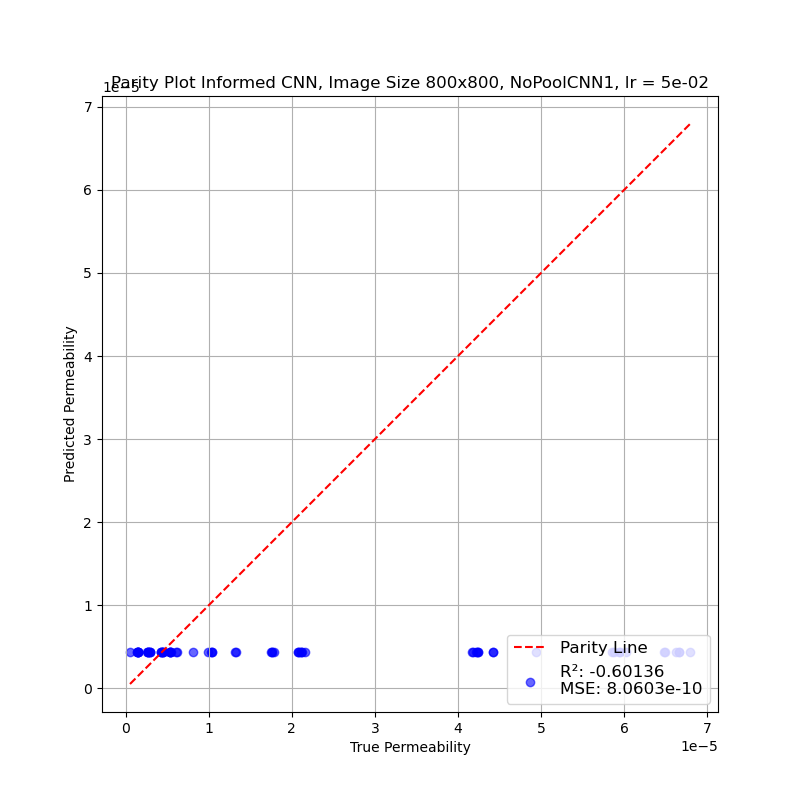 Parity Plot Informed CNN, Image Size 800x800, NoPoolCNN1, lr = 5e-02
1e−5
7
6
5
4
3
2
1
0
Predicted Permeability
Parity Line
R²: -0.60136
MSE: 8.0603e-10
0 1 2 3 4 5 6 7
True Permeability
1e−5